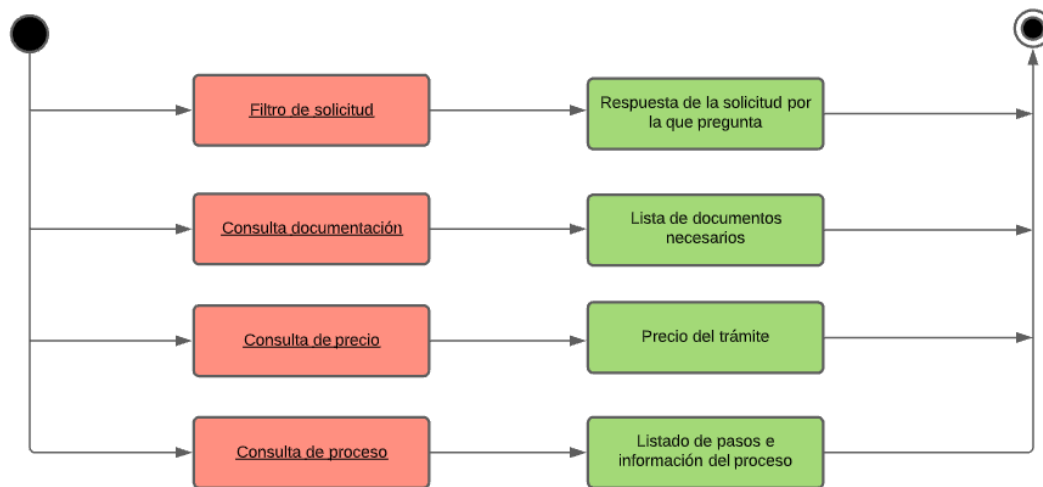 Filtro de solicitud
Respuesta de la solicitud por
la que pregunta
Consulta documentación
Lista de documentos
necesarios
Consulta de precio
Precio del trámite
Consulta de proceso
Listado de pasos e
información del proceso